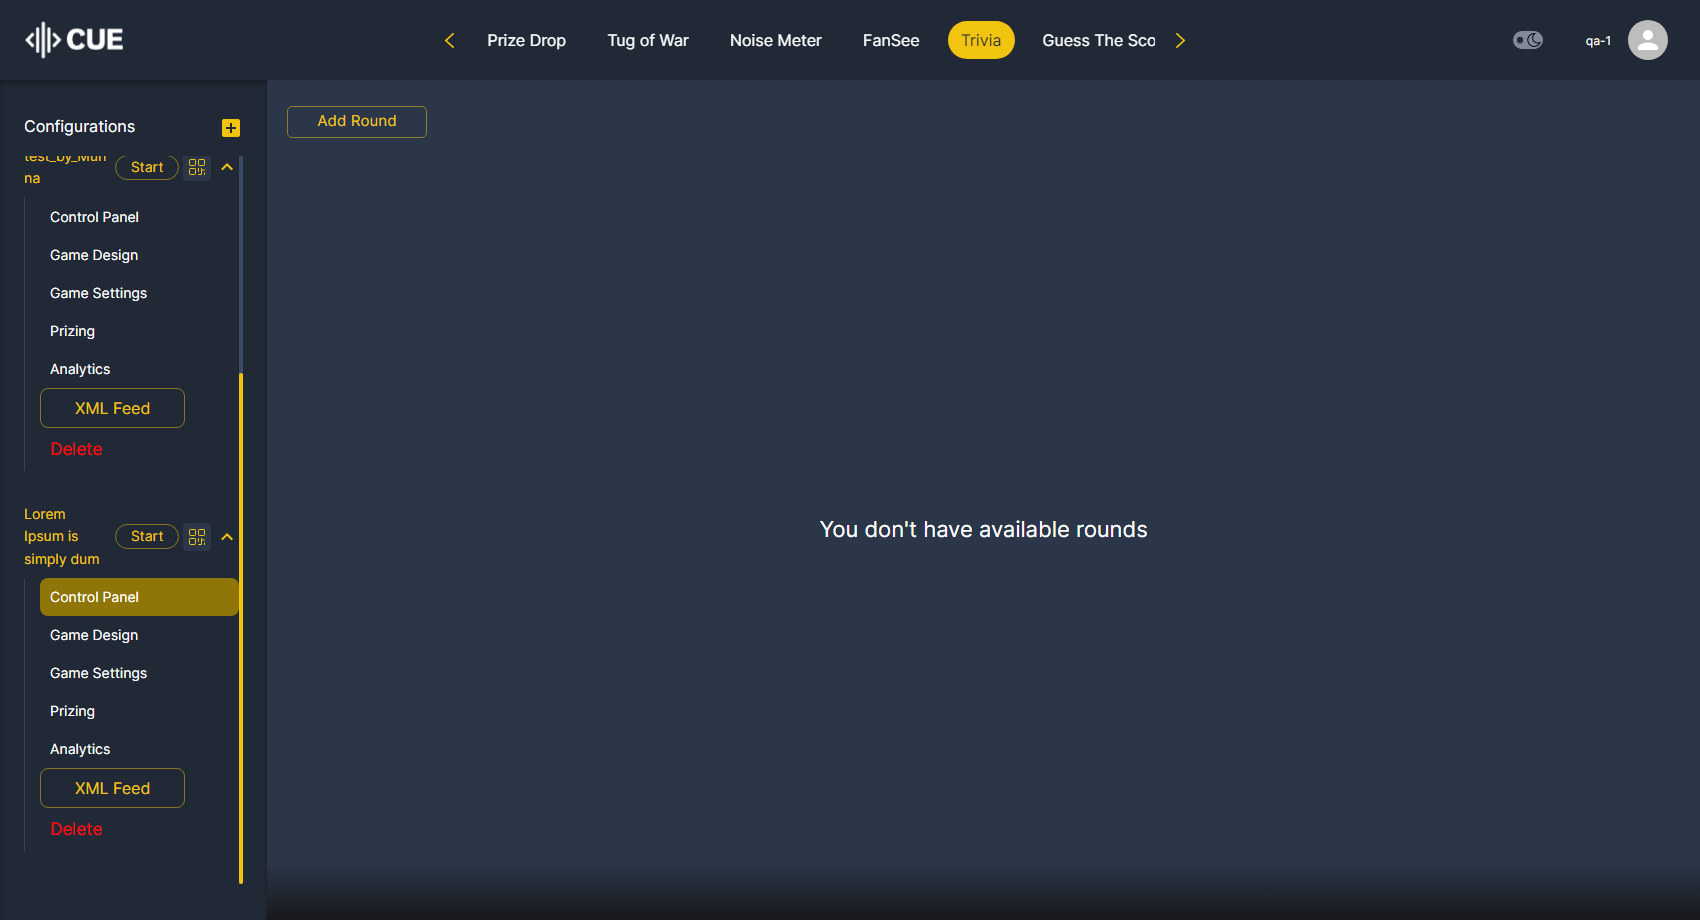 CUE
Prize Drop
Tug of War
Noise Meter
FanSee
Trivia
Guess The Sco
qa-1
Configurations
test_by_Mun
na
Start
Control Panel
Game Design
Game Settings
Prizing
Analytics
XML Feed
Delete
Lorem
Ipsum is
simply dum
Start
Control Panel
Game Design
Game Settings
Prizing
Analytics
XML Feed
Delete
Add Round
You don't have available rounds